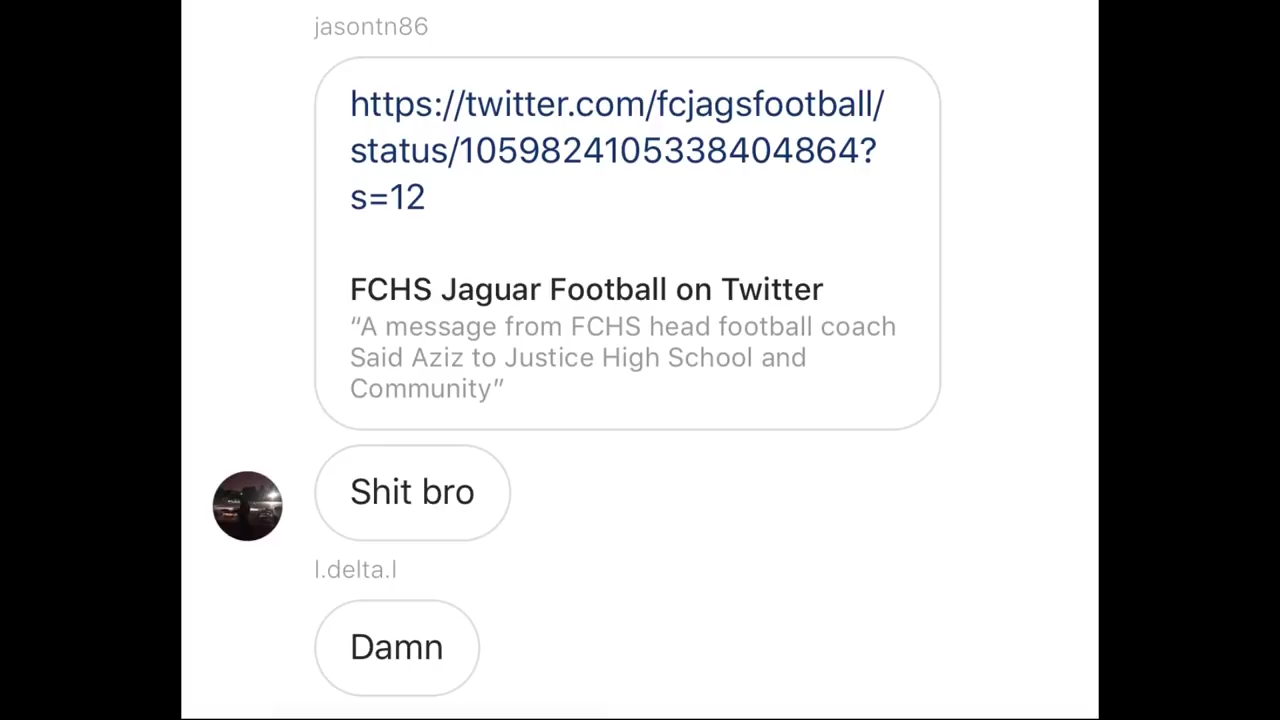 jasontn86
https://twitter.com/fcjagsfootball/
status/1059824105338404864?
s=12
FCHS Jaguar Football on Twitter
“A message from FCHS head football coach
Said Aziz to Justice High School and
Community”
Shit bro
l.delta.l
Damn